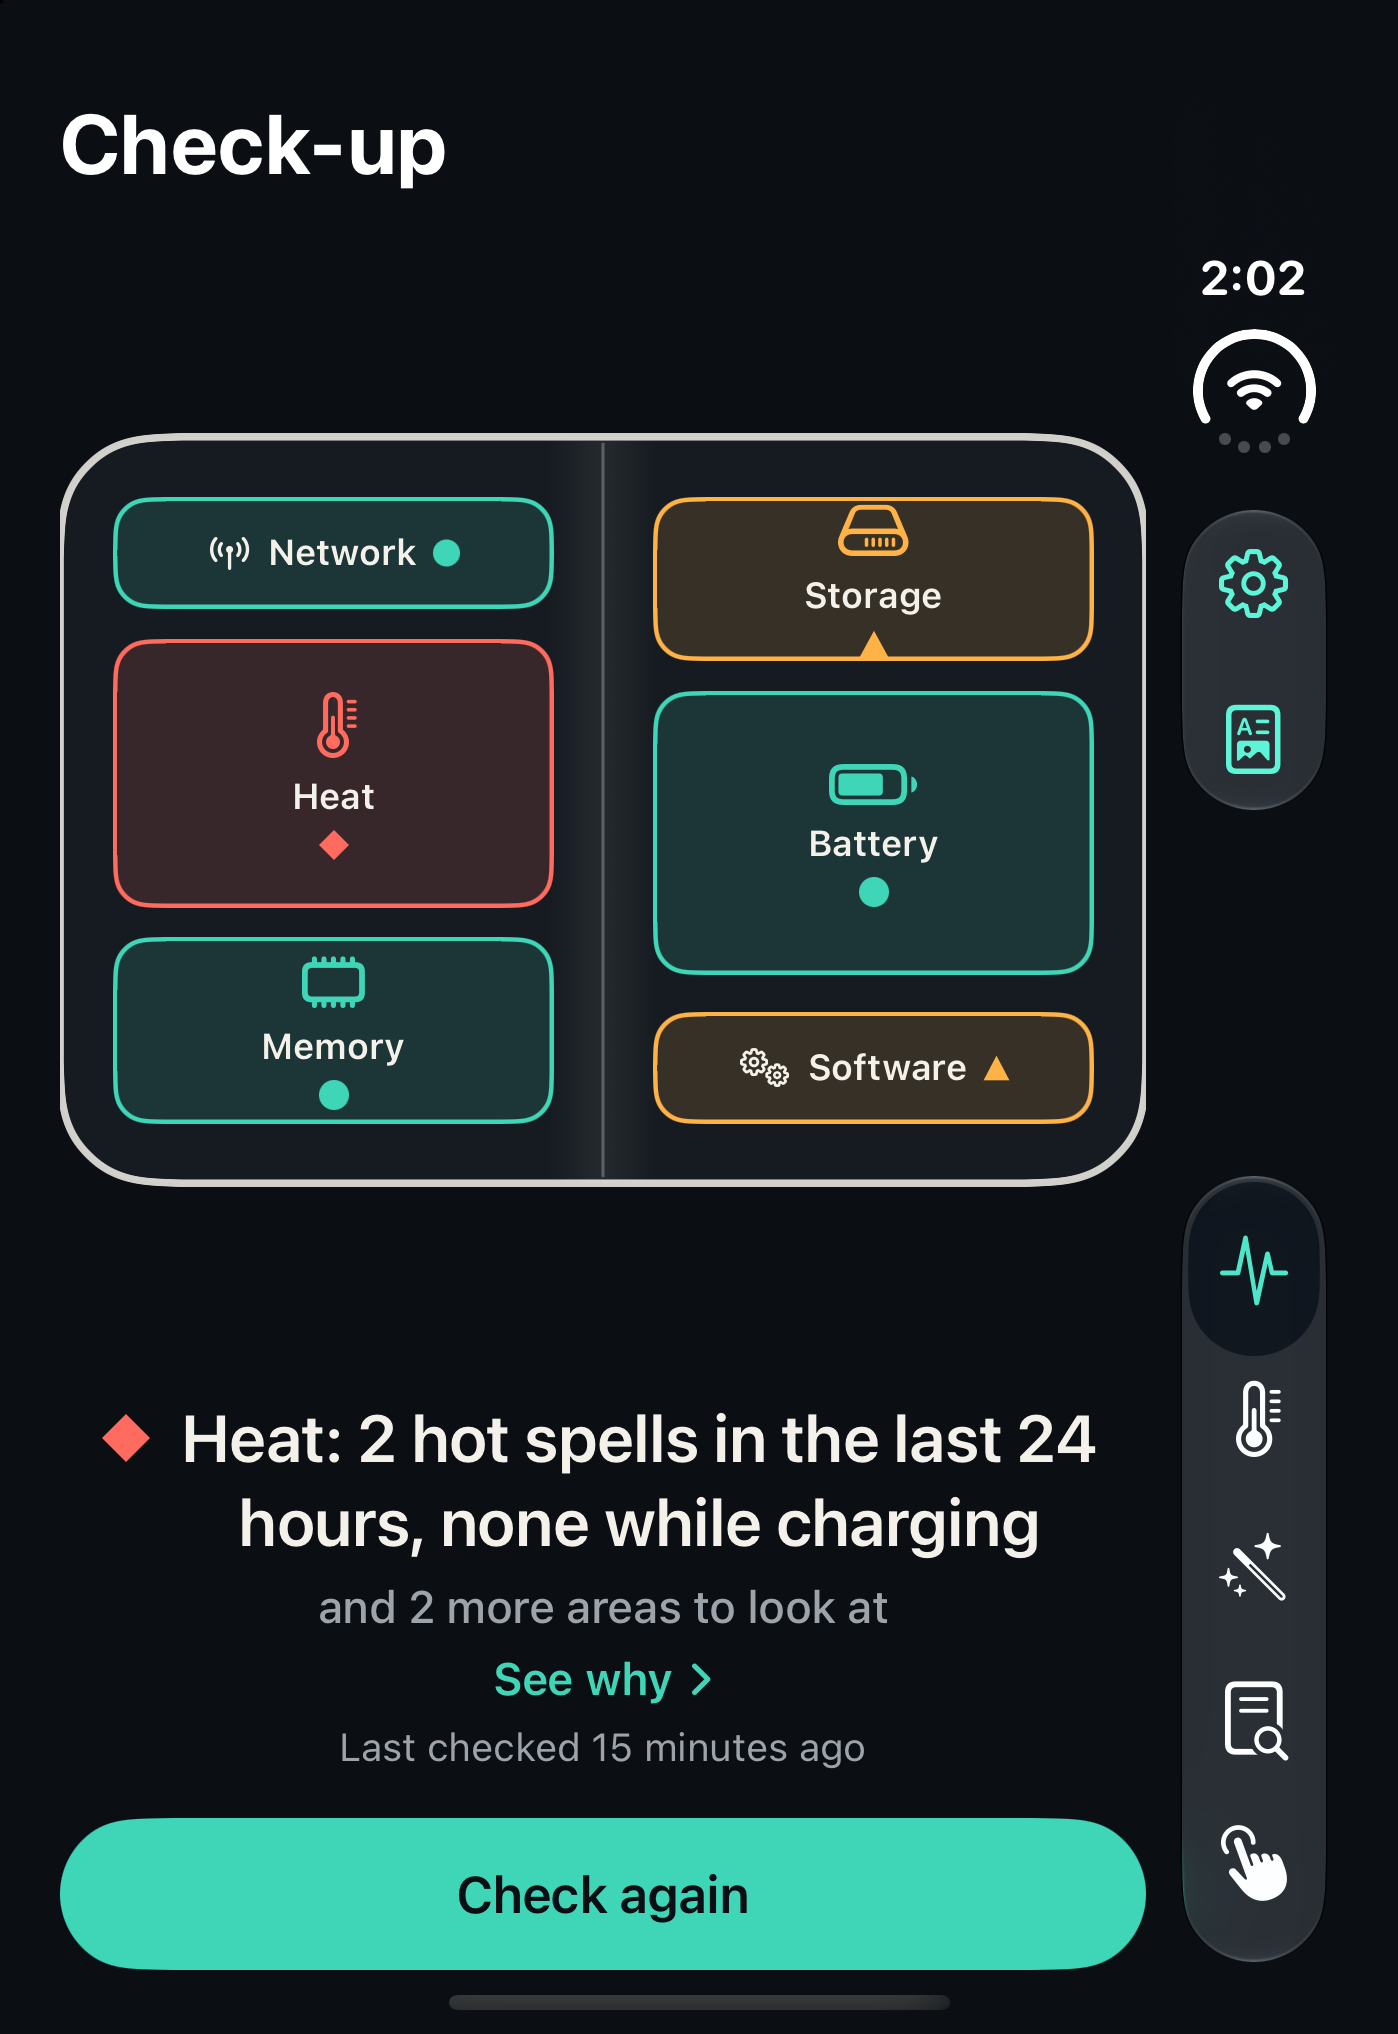 Check-up
2:02
Network
Storage
Heat
Battery
Memory
Software
Heat: 2 hot spells in the last 24
hours, none while charging
and 2 more areas to look at
See why
Last checked 15 minutes ago
Check again